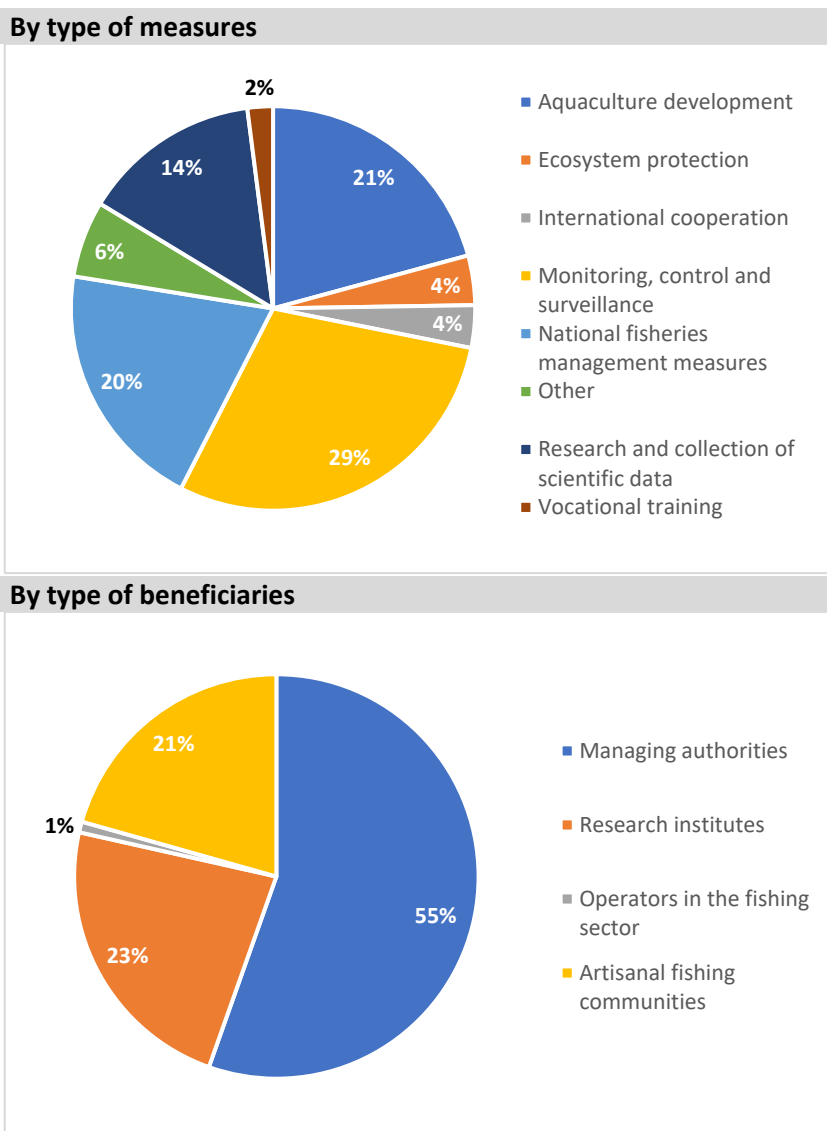 By type of measures
2%
14%
21%
6%
4%
4%
20%
29%
Aquaculture development
Ecosystem protection
International cooperation
Monitoring, control and
surveillance
National fisheries
management measures
Other
Research and collection of
scientific data
Vocational training
By type of beneficiaries
21%
1%
55%
23%
Managing authorities
Research institutes
Operators in the fishing
sector
Artisanal fishing
communities